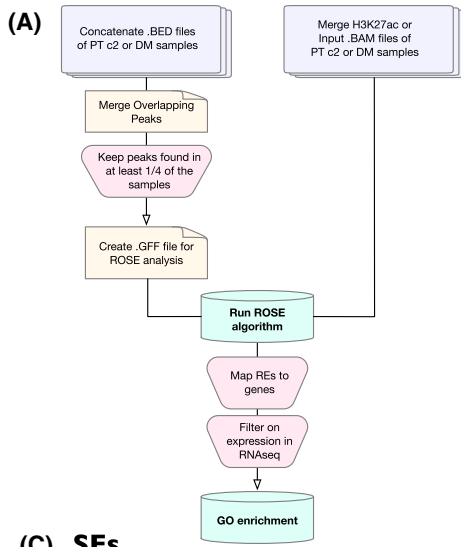 (A)
Concatenate .BED files
of PT c2 or DM samples
Merge H3K27ac or
Input .BAM files of
PT c2 or DM samples
Merge Overlapping
Peaks
Keep peaks found in
at least 1/4 of the
samples
Create .GFF file for
ROSE analysis
Run ROSE
algorithm
Map REs to
genes
Filter on
expression in
RNAseq
GO enrichment
(C) SEs